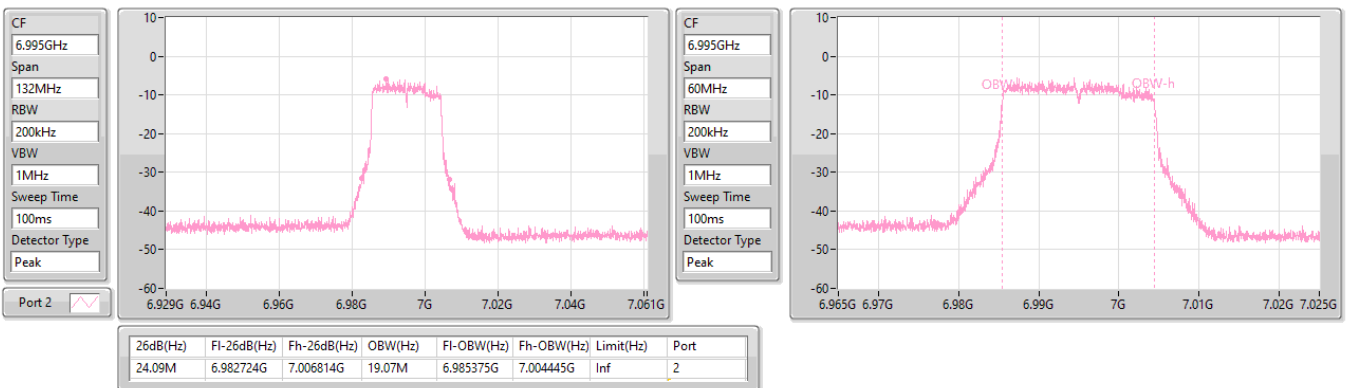 CF
6.995GHz
Span
132MHz
RBW
200kHz
VBW
1MHz
Sweep Time
100ms
Detector Type
Peak
Port 2
10
0
-10
-20
-30
-40
-50
-60
6.929G 6.94G 6.96G 6.98G 7G 7.02G 7.04G 7.061G
CF
6.995GHz
Span
60MHz
RBW
200kHz
VBW
1MHz
Sweep Time
100ms
Detector Type
Peak
10
0
-10
-20
-30
-40
-50
-60
OBW-h
6.965G 6.97G 6.98G 6.99G 7G 7.01G 7.02G 7.025G
26dB(Hz) Fl-26dB(Hz) Fh-26dB(Hz) OBW(Hz) Fl-OBW(Hz) Fh-OBW(Hz) Limit(Hz) Port
24.09M 6.982724G 7.006814G 19.07M 6.985375G 7.004445G Inf 2